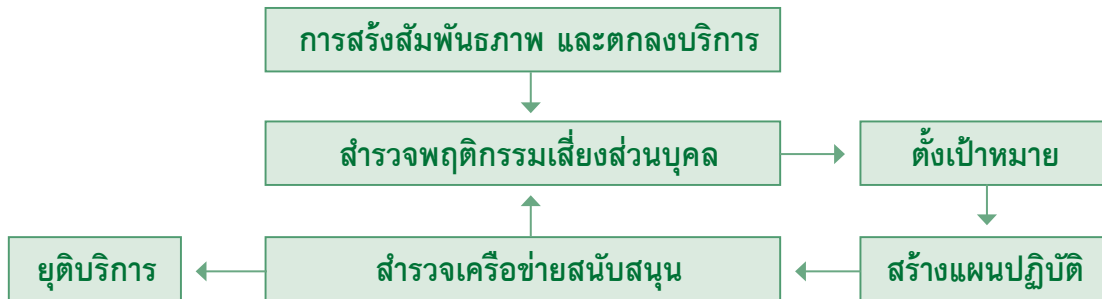 การสร้งสัมพันธภาพ และตกลงบริการ
สำรวจพฤติกรรมเสี่ยงส่วนบุคคล
ตั้งเป้าหมาย
ยุติบริการ
สำรวจเครือข่ายสนับสนุน
สร้างแผนปฏิบัติ